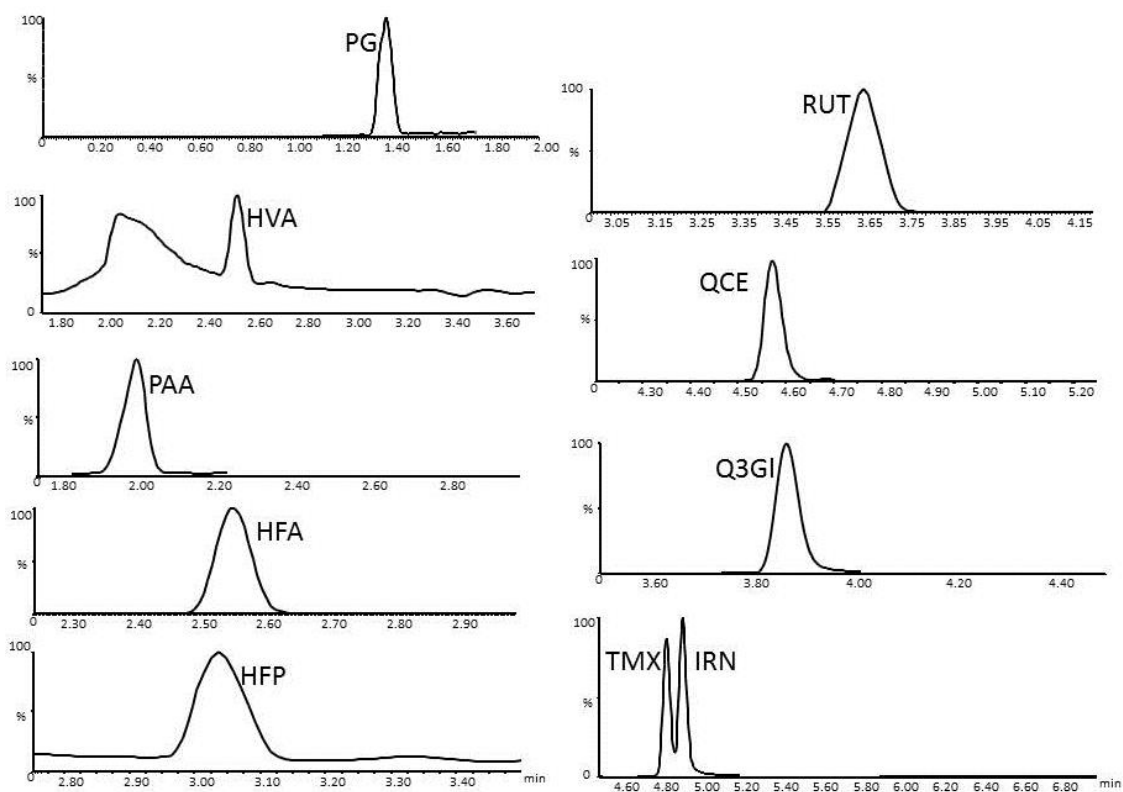 100
PG
%
0
0 0.20 0.40 0.60 0.80 1.00 1.20 1.40 1.60 1.80 2.00
100
HVA
%
0
1.80 2.00 2.20 2.40 2.60 2.80 3.00 3.20 3.40 3.60
100
PAA
%
0 1.80 2.00 2.20 2.40 2.60 2.80
100
HFA
%
0 2.30 2.40 2.50 2.60 2.70 2.80 2.90
100
HFP
%
0 2.80 2.90 3.00 3.10 3.20 3.30 3.40 min
100
RUT
%
0 3.05 3.15 3.25 3.35 3.45 3.55 3.65 3.75 3.85 3.95 4.05 4.15
100
QCE
%
0 4.30 4.40 4.50 4.60 4.70 4.80 4.90 5.00 5.10 5.20
100
Q3Gl
%
0 3.60 3.80 4.00 4.20 4.40
100
TMX IRN
%
0
4.60 4.80 5.00 5.20 5.40 5.60 5.80 6.00 6.20 6.40 6.60 6.80 min